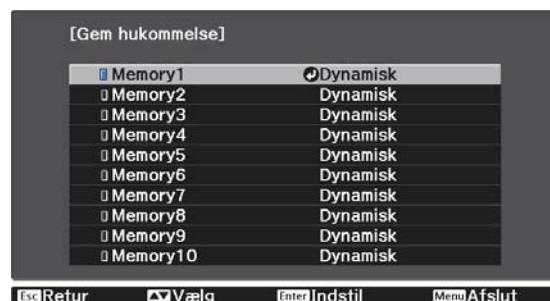 [Gem hukommelse]
Memory1 Dynamisk
Memory2 Dynamisk
Memory3 Dynamisk
Memory4 Dynamisk
Memory5 Dynamisk
Memory6 Dynamisk
Memory7 Dynamisk
Memory8 Dynamisk
Memory9 Dynamisk
Memory10 Dynamisk
Esc Retur Vælg Enter Indstil Menu Afslut